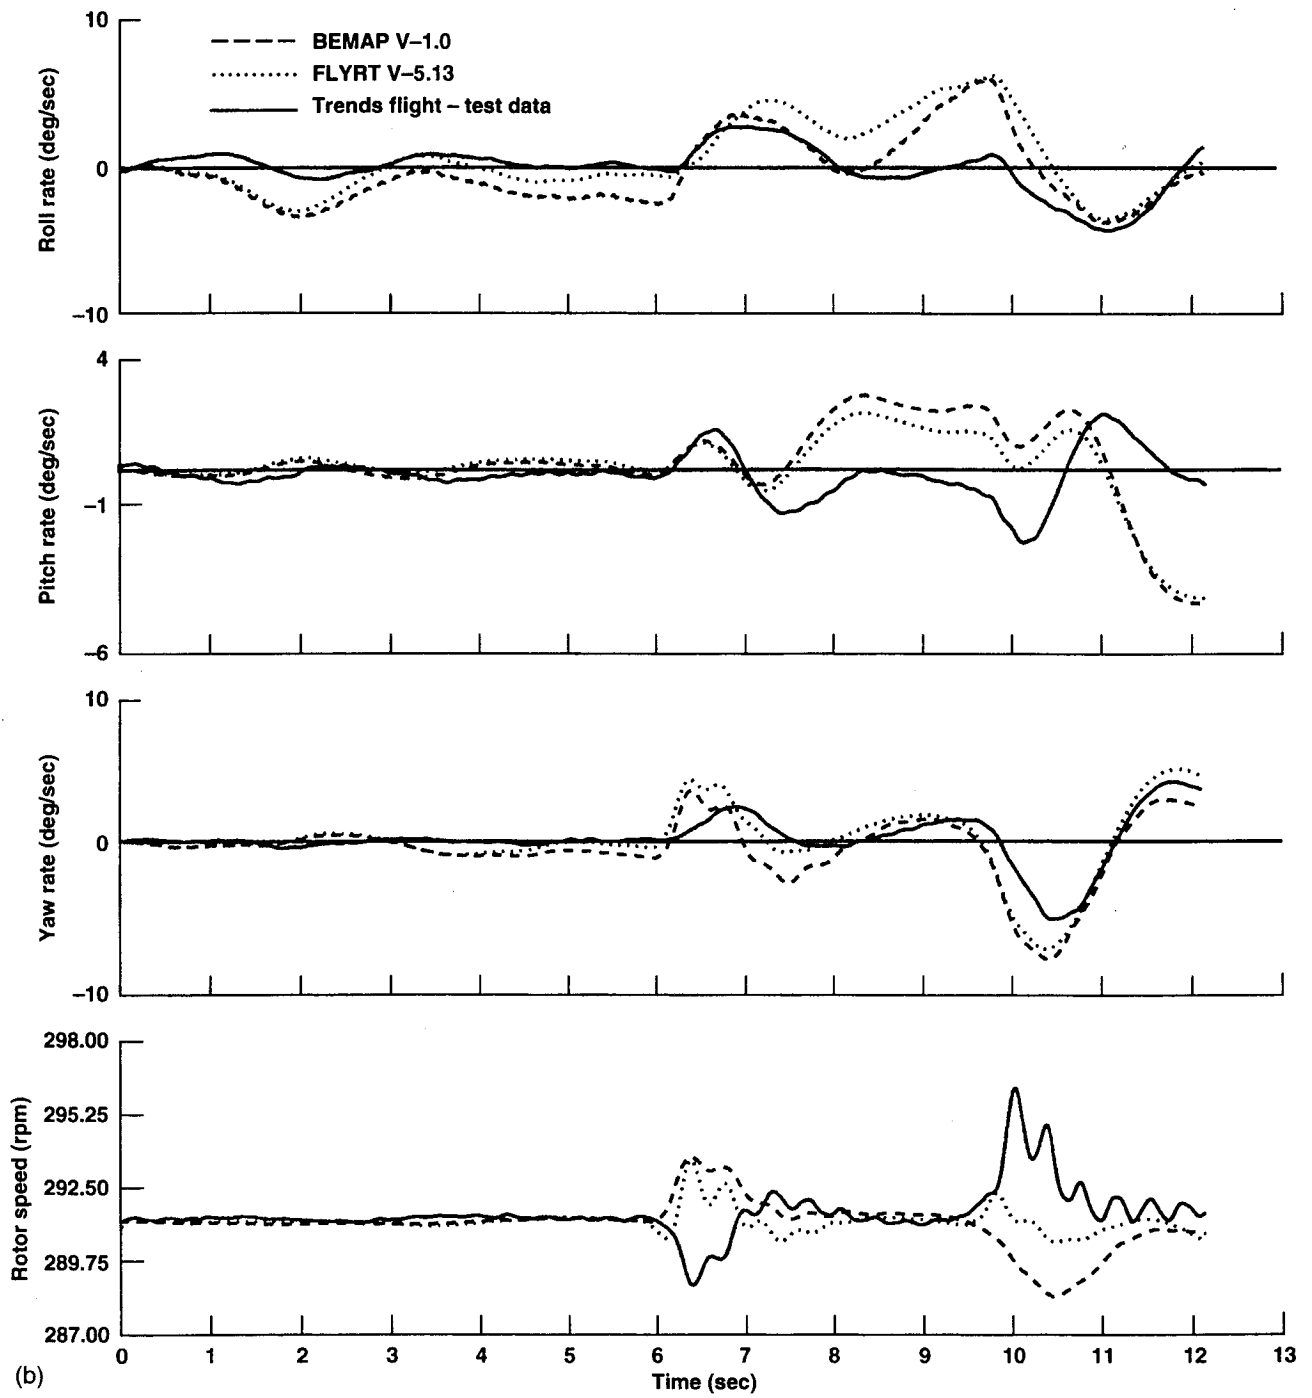 10
BEMAP V–1.0
FLYRT V–5.13
Trends flight – test data
Roll rate (deg/sec)
0
–10
4
Pitch rate (deg/sec)
–1
–6
10
Yaw rate (deg/sec)
0
–10
298.00
295.25
Rotor speed (rpm)
292.50
289.75
287.00
0 1 2 3 4 5 6 7 8 9 10 11 12 13
Time (sec)
(b)